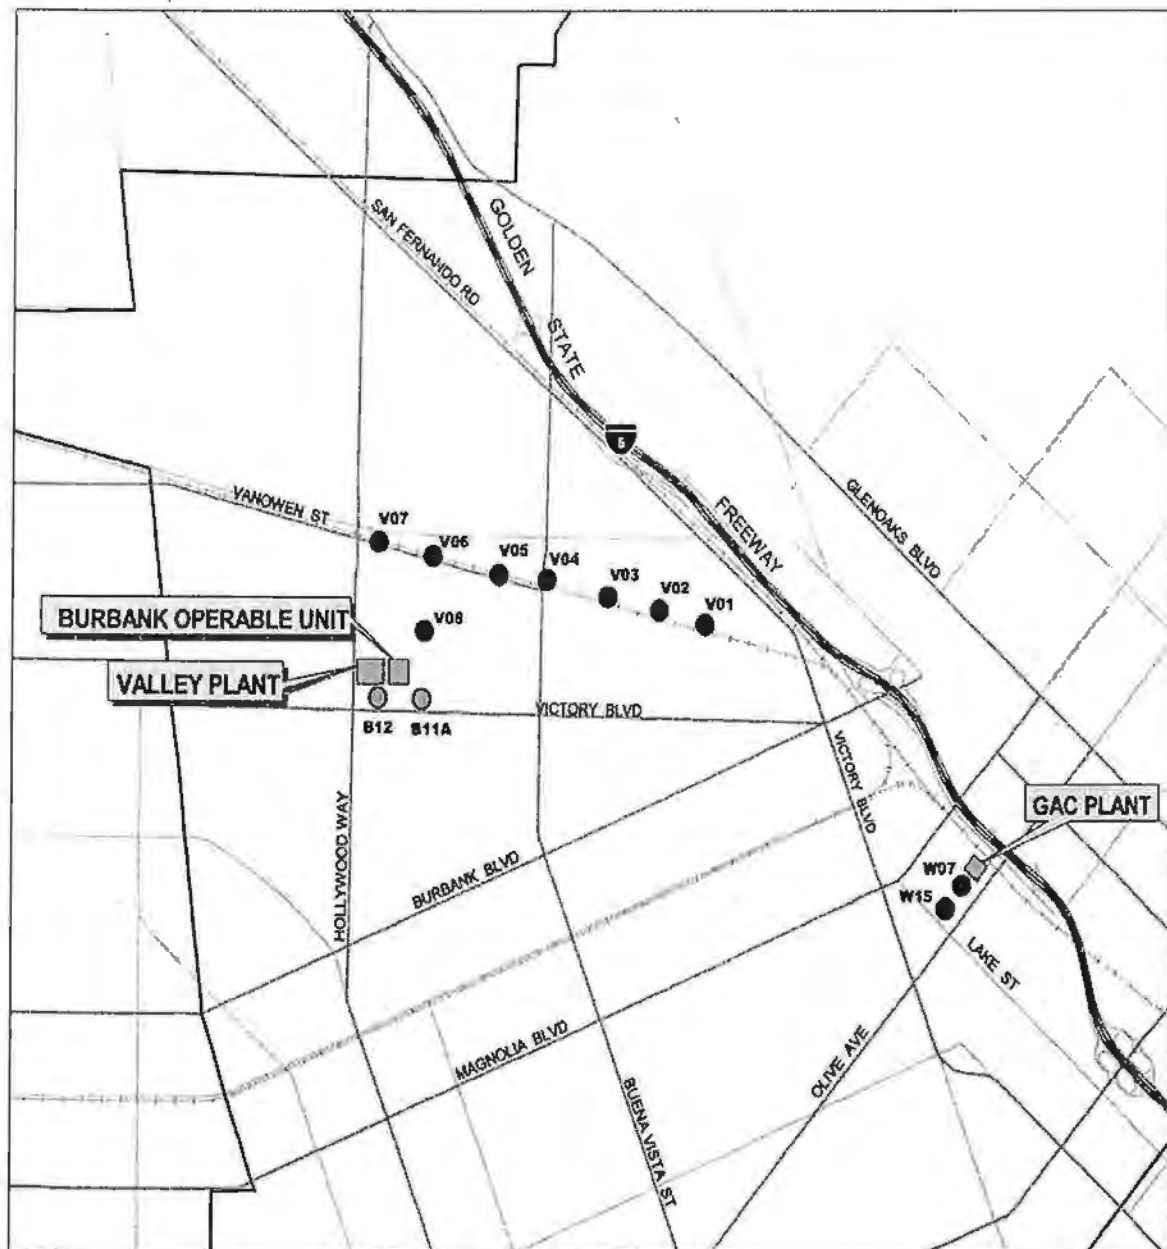 GOLDEN
SAN FERNANDO RD
STATE
5
GLENOAKS BLVD
VANOWEN ST
FREEWAY
V07
V06
V05
V04
V03
V02
V01
BURBANK OPERABLE UNIT
V08
VALLEY PLANT
B12
B11A
VICTORY BLVD
VICTORY BLVD
HOLLYWOOD WAY
GAC PLANT
BURBANK BLVD
W07
W15
LAKE ST
MAGNOLIA BLVD
OLIVE AVE
BUENA VISTA ST